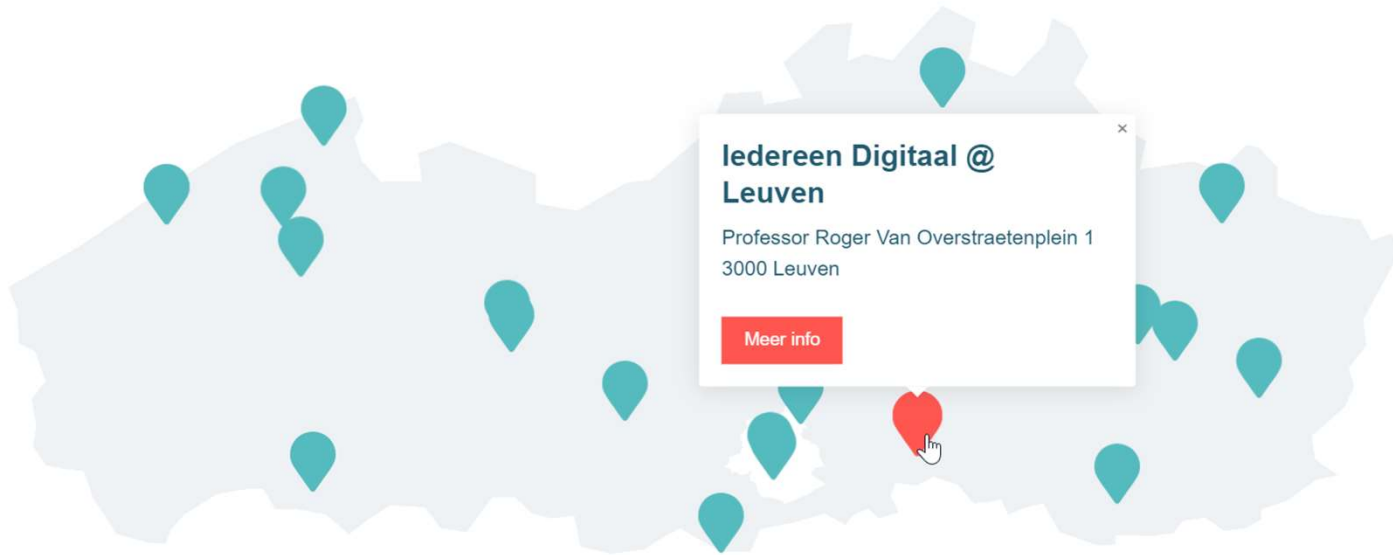 ×
Iedereen Digitaal @
Leuven
Professor Roger Van Overstraetenplein 1
3000 Leuven
Meer info